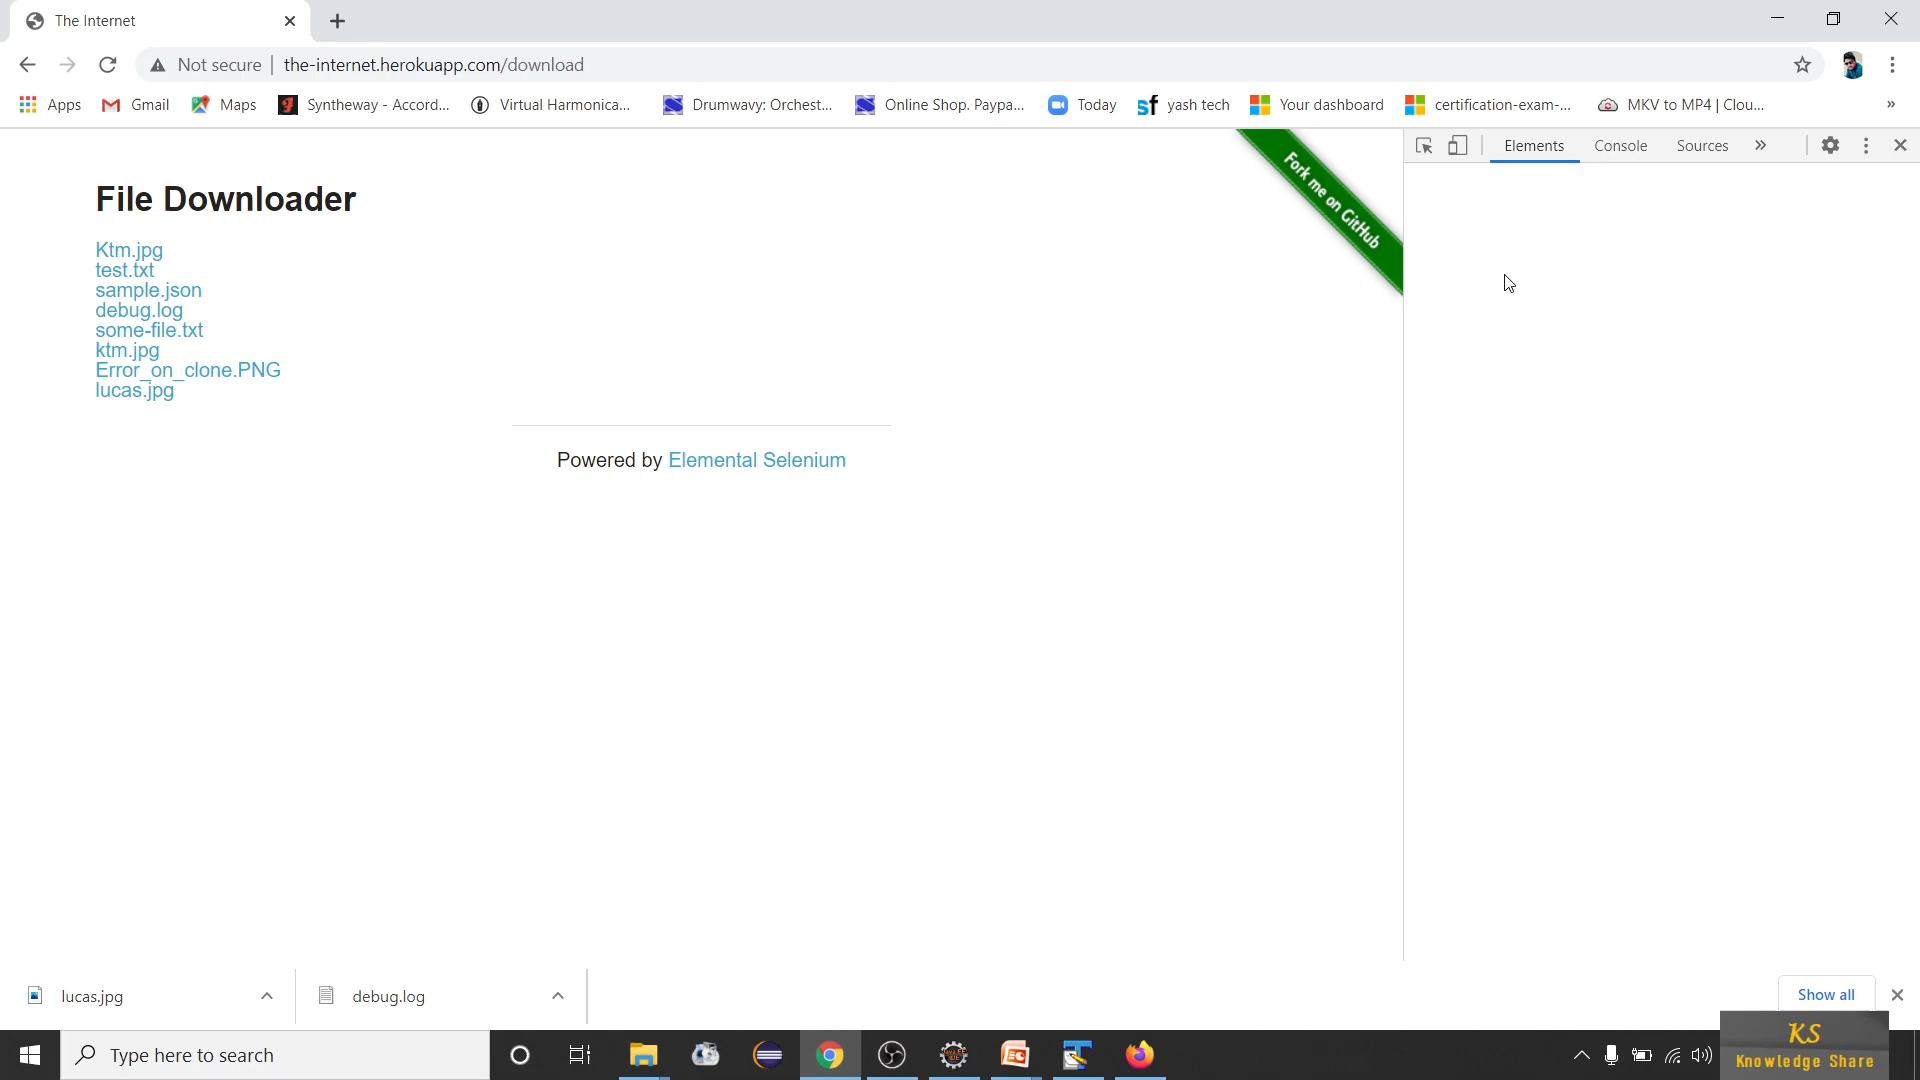 The Internet
Not secure | the-internet.herokuapp.com/download
Apps Gmail Maps Syntheway - Accord... Virtual Harmonica... Drumwavy: Orchest... Online Shop. Paypa... Today yash tech Your dashboard certification-exam-... MKV to MP4 | Clou... »
Elements Console Sources »
Fork me on GitHub
File Downloader
Ktm.jpg
test.txt
sample.json
debug.log
some-file.txt
ktm.jpg
Error_on_clone.PNG
lucas.jpg
Powered by Elemental Selenium
lucas.jpg debug.log Show all
Type here to search
KS
Knowledge Share